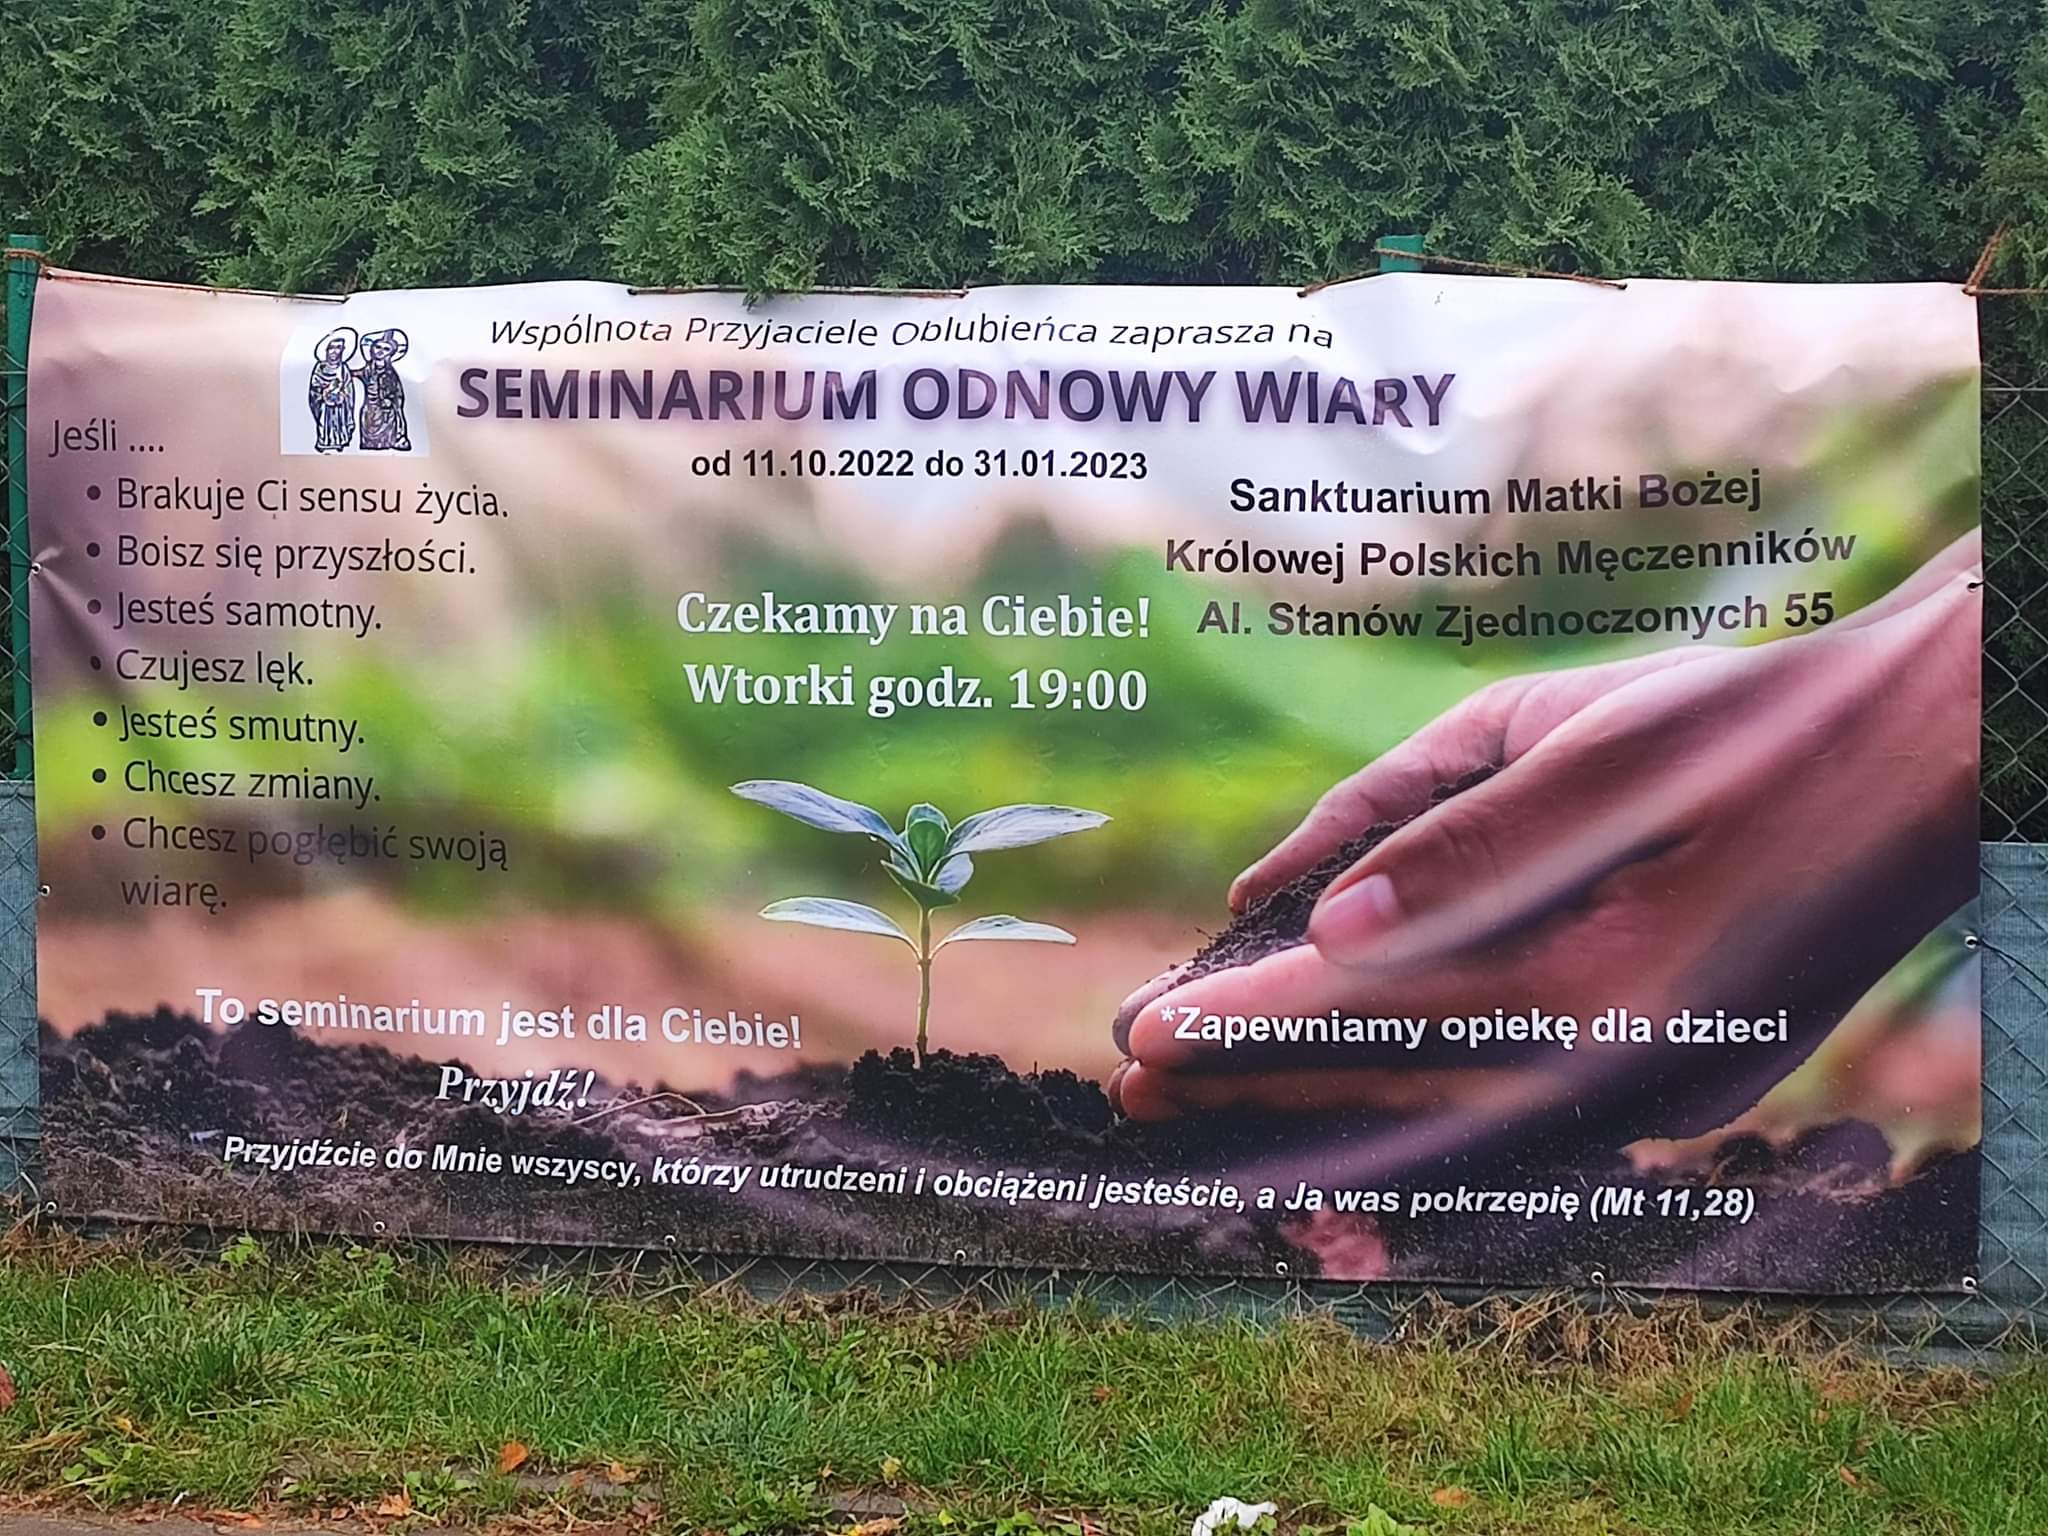 Wspólnota Przyjaciele Oblubieńca zaprasza na
SEMINARIUM ODNOWY WIARY
od 11.10.2022 do 31.01.2023
Jeśli ....
• Brakuje Ci sensu życia.
• Boisz się przyszłości.
• Jesteś samotny.
• Czujesz lęk.
• Jesteś smutny.
• Chcesz zmiany.
• Chcesz pogłębić swoją
wiarę.
Sanktuarium Matki Bożej
Królowej Polskich Męczenników
Al. Stanów Zjednoczonych 55
Czekamy na Ciebie!
Wtorki godz. 19:00
To seminarium jest dla Ciebie!
Przyjdź!
*Zapewniamy opiekę dla dzieci
Przyjdźcie do Mnie wszyscy, którzy utrudzeni i obciążeni jesteście, a Ja was pokrzepię (Mt 11,28)